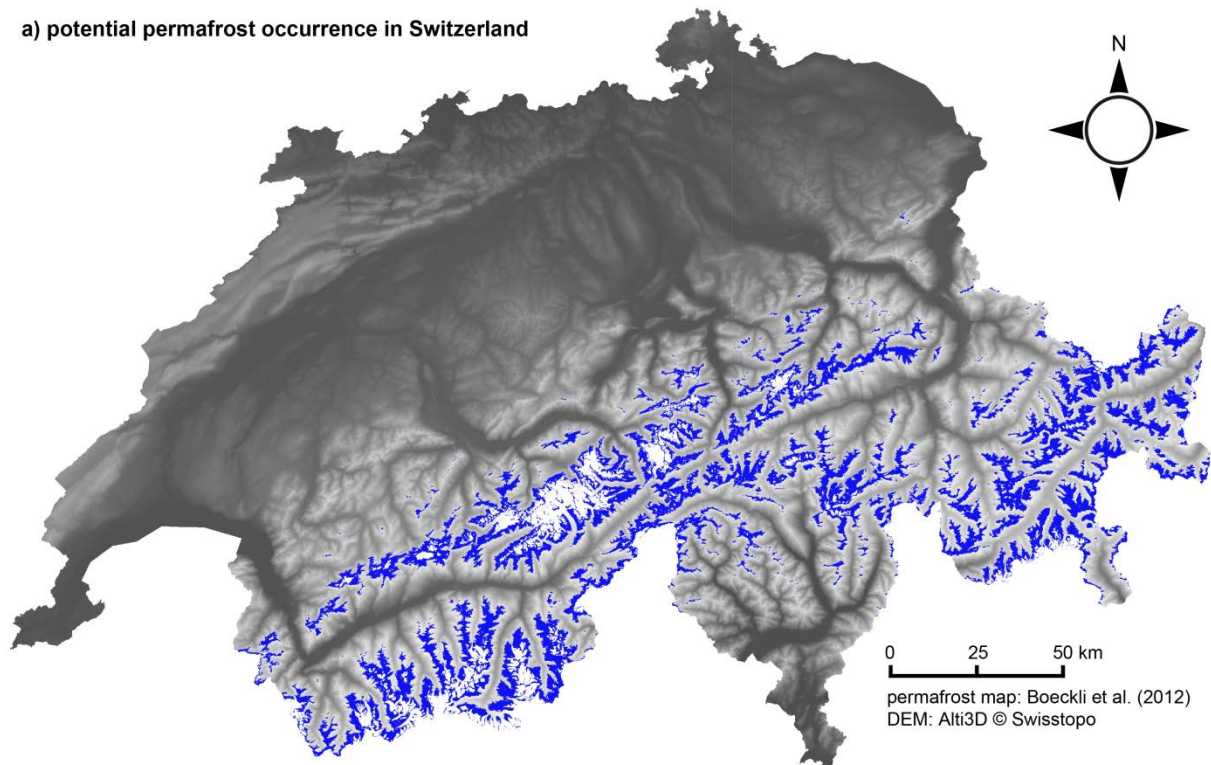 a) potential permafrost occurrence in Switzerland
N
0 25 50 km
permafrost map: Boeckli et al. (2012)
DEM: Alti3D © Swisstopo